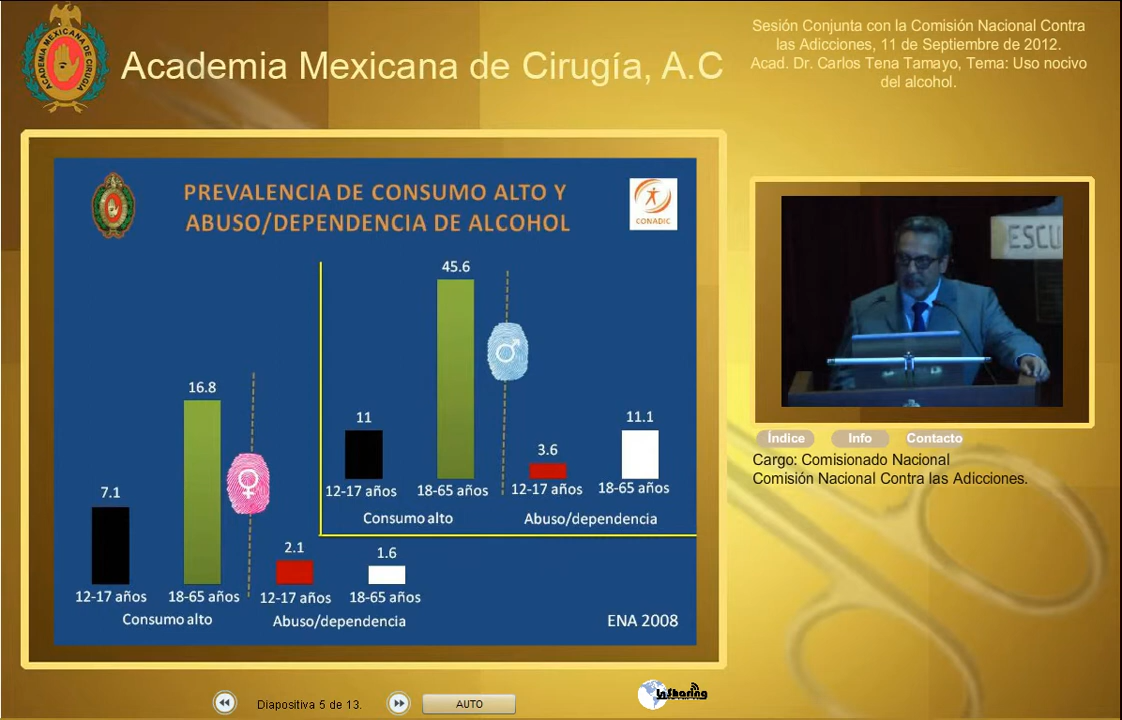 ACADEMIA MEXICANA DE CIRUGÍA
Academia Mexicana de Cirugía, A.C
Sesión Conjunta con la Comisión Nacional Contra
las Adicciones, 11 de Septiembre de 2012.
Acad. Dr. Carlos Tena Tamayo, Tema: Uso nocivo
del alcohol.
PREVALENCIA DE CONSUMO ALTO Y
ABUSO/DEPENDENCIA DE ALCOHOL
CONADIC
45.6
11
3.6
11.1
12-17 años
18-65 años
12-17 años
18-65 años
Consumo alto
Abuso/dependencia
16.8
7.1
2.1
1.6
12-17 años
18-65 años
12-17 años
18-65 años
Consumo alto
Abuso/dependencia
ENA 2008
ESCU
Índice
Info
Contacto
Cargo: Comisionado Nacional
Comisión Nacional Contra las Adicciones.
Diapositiva 5 de 13.
AUTO
InSharing